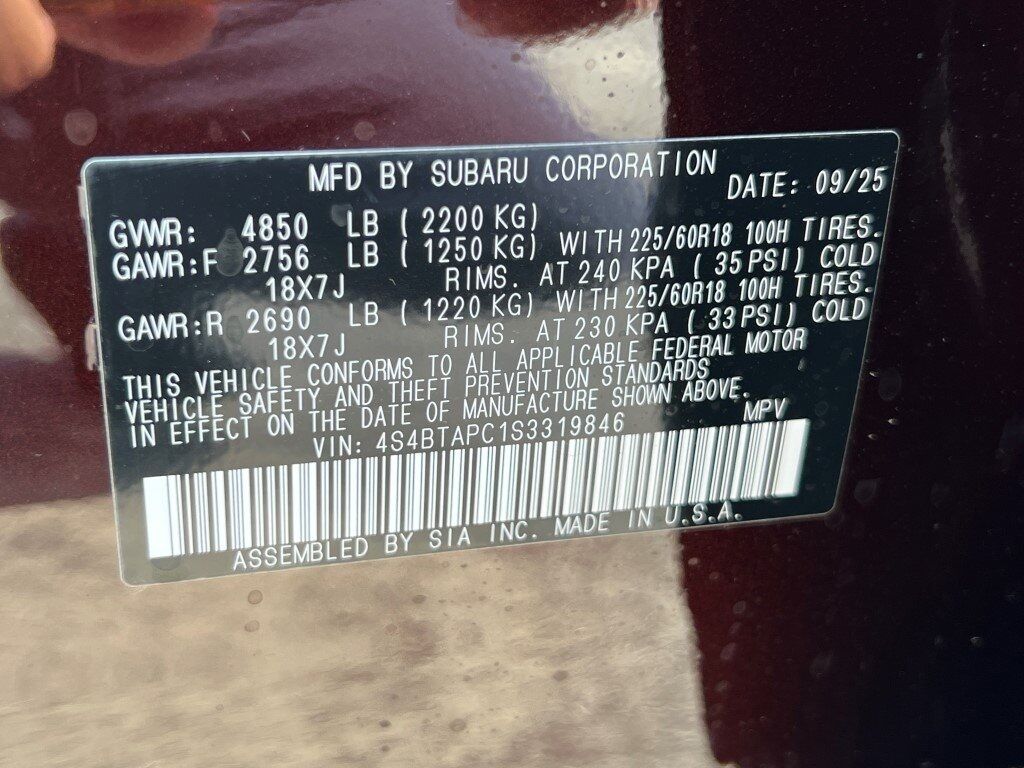 MFD BY SUBARU CORPORATION DATE: 09/25
GVWR: 4850 LB ( 2200 KG)
GAWR:F 2756 LB ( 1250 KG) WITH 225/60R18 100H TIRES.
18X7J RIMS. AT 240 KPA ( 35 PSI) COLD
GAWR:R 2690 LB ( 1220 KG) WITH 225/60R18 100H TIRES.
18X7J RIMS. AT 230 KPA ( 33 PSI) COLD
THIS VEHICLE CONFORMS TO ALL APPLICABLE FEDERAL MOTOR
VEHICLE SAFETY AND THEFT PREVENTION STANDARDS
IN EFFECT ON THE DATE OF MANUFACTURE SHOWN ABOVE.
VIN: 4S4BTAPC1S3319846 MPV
ASSEMBLED BY SIA INC. MADE IN U.S.A.